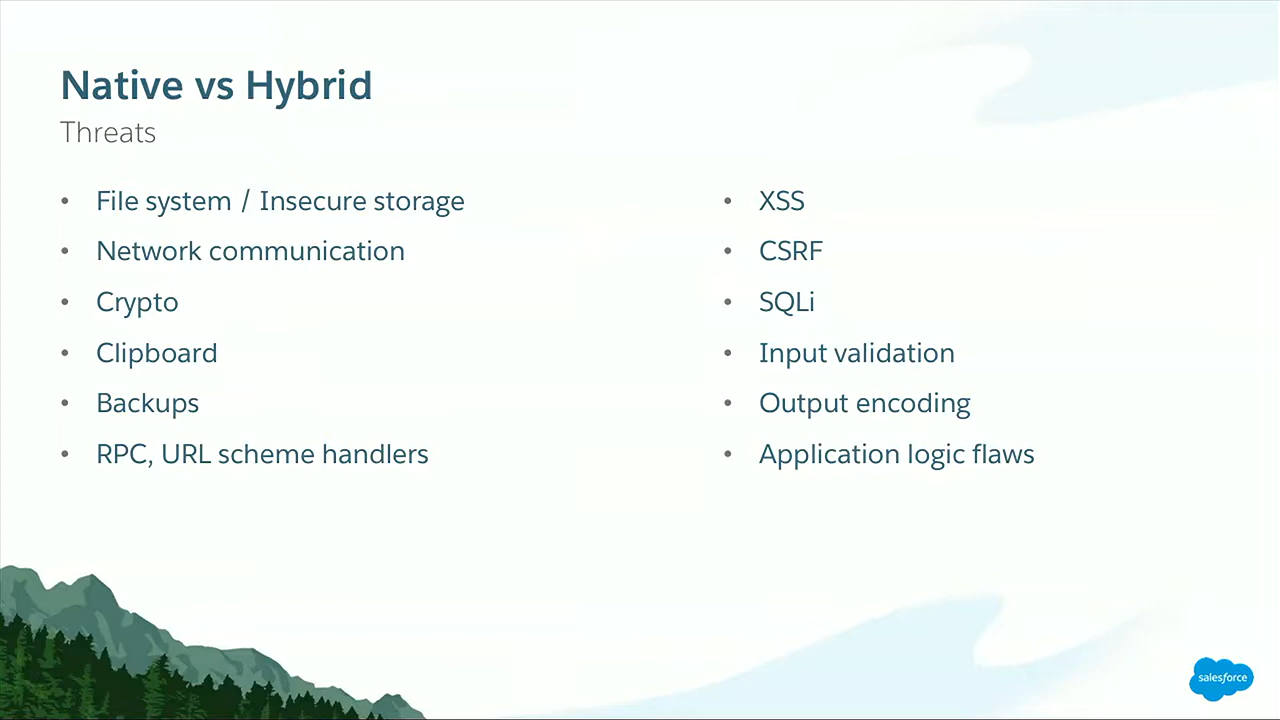 Native vs Hybrid
Threats
• File system / Insecure storage
• Network communication
• Crypto
• Clipboard
• Backups
• RPC, URL scheme handlers
• XSS
• CSRF
• SQLi
• Input validation
• Output encoding
• Application logic flaws
salesforce